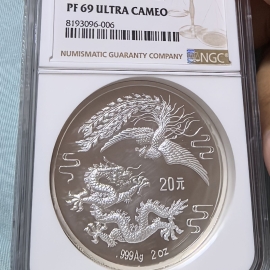 PF 69 ULTRA CAMEO
8193096-006
NUMISMATIC GUARANTY COMPANY
NGC
20元
.999Ag 2oz